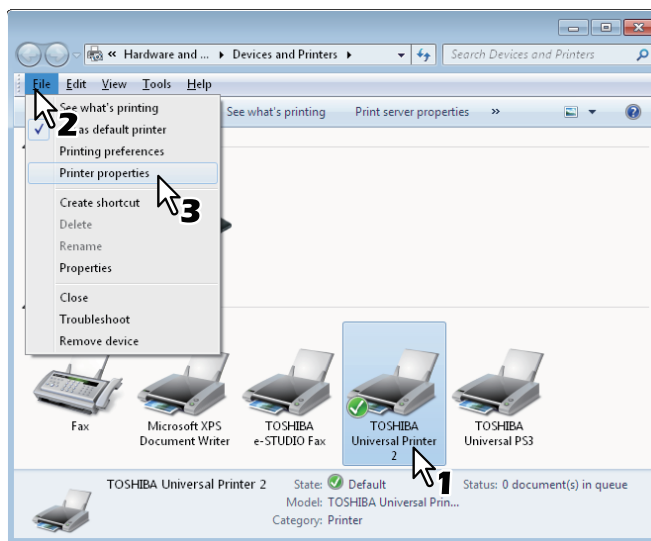 « Hardware and ... Devices and Printers Search Devices and Printers
File Edit View Tools Help
See what's printing Print server properties »
See what's printing
as default printer
Printing preferences
Printer properties
Create shortcut
Delete
Rename
Properties
Close
Troubleshoot
Remove device
2
3
Fax
Microsoft XPS
Document Writer
TOSHIBA
e-STUDIO Fax
TOSHIBA
Universal Printer
2
TOSHIBA
Universal PS3
1
TOSHIBA Universal Printer 2 State: Default Status: 0 document(s) in queue
Model: TOSHIBA Universal Prin...
Category: Printer